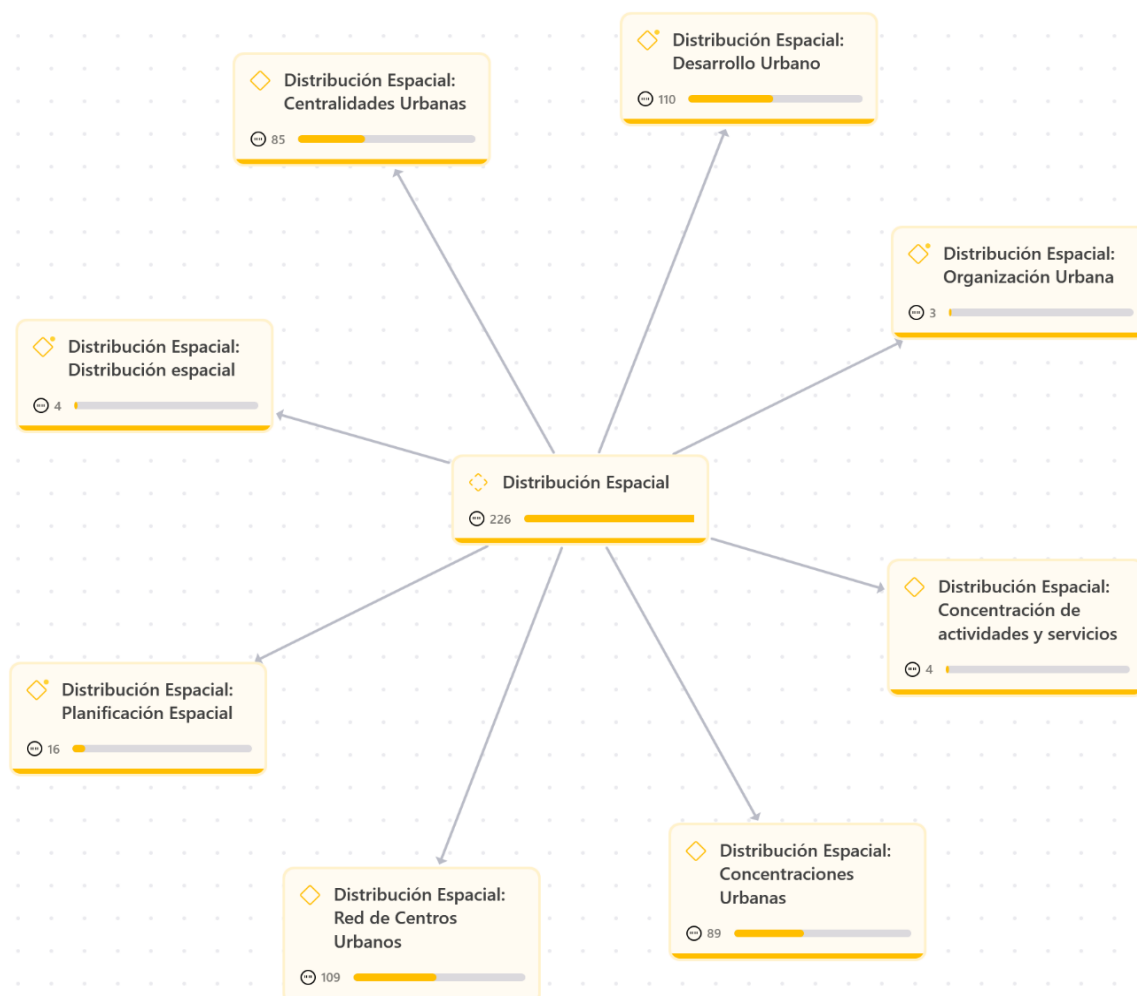 Distribución Espacial:
Desarrollo Urbano
110
Distribución Espacial:
Centralidades Urbanas
85
Distribución Espacial:
Organización Urbana
3
Distribución Espacial:
Distribución espacial
4
Distribución Espacial
226
Distribución Espacial:
Concentración de
actividades y servicios
4
Distribución Espacial:
Planificación Espacial
16
Distribución Espacial:
Concentraciones
Urbanas
89
Distribución Espacial:
Red de Centros
Urbanos
109